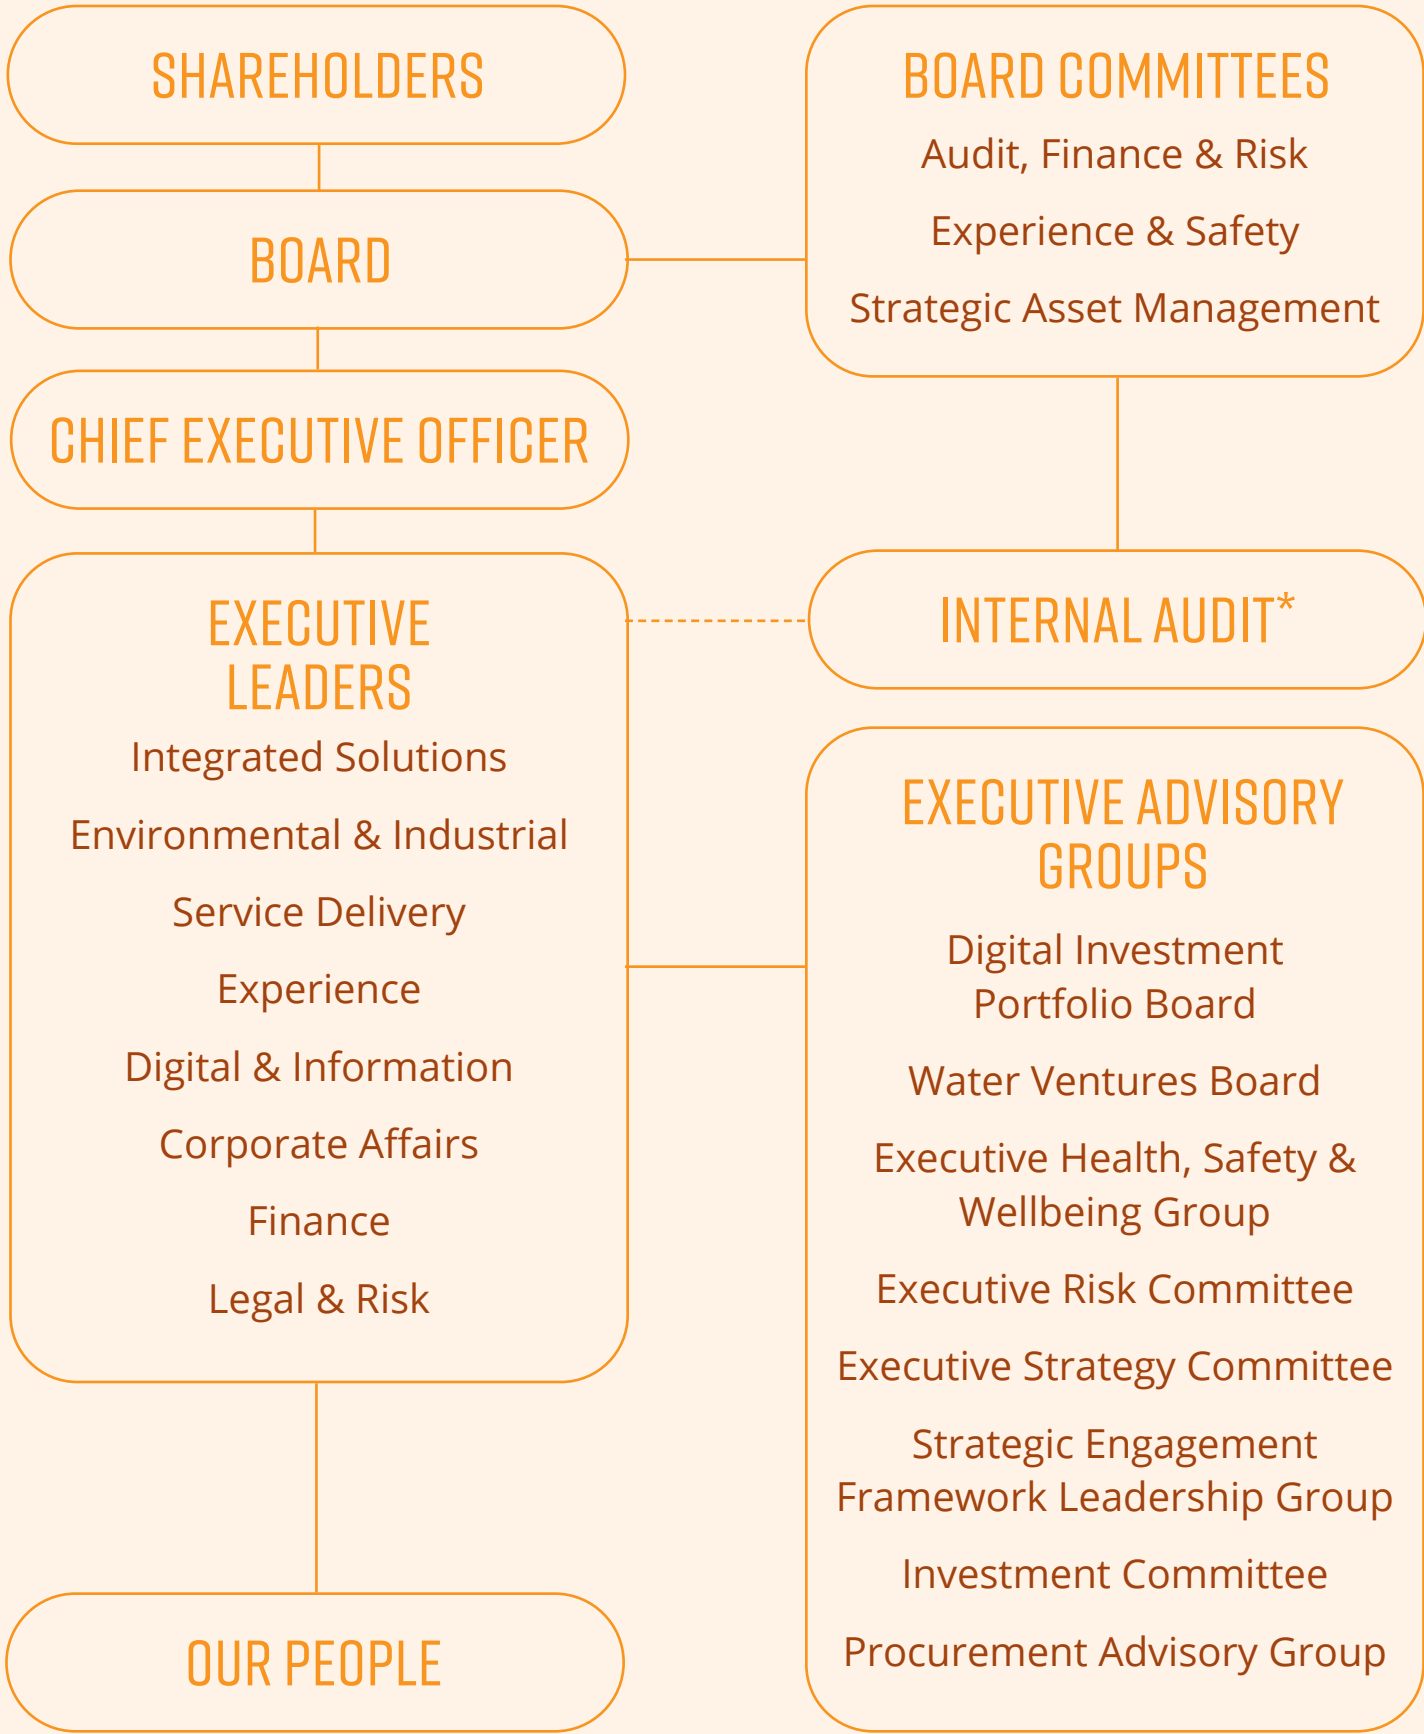 SHAREHOLDERS
BOARD
CHIEF EXECUTIVE OFFICER
EXECUTIVE
LEADERS
Integrated Solutions
Environmental & Industrial
Service Delivery
Experience
Digital & Information
Corporate Affairs
Finance
Legal & Risk
OUR PEOPLE
BOARD COMMITTEES
Audit, Finance & Risk
Experience & Safety
Strategic Asset Management
INTERNAL AUDIT*
EXECUTIVE ADVISORY
GROUPS
Digital Investment
Portfolio Board
Water Ventures Board
Executive Health, Safety &
Wellbeing Group
Executive Risk Committee
Executive Strategy Committee
Strategic Engagement
Framework Leadership Group
Investment Committee
Procurement Advisory Group